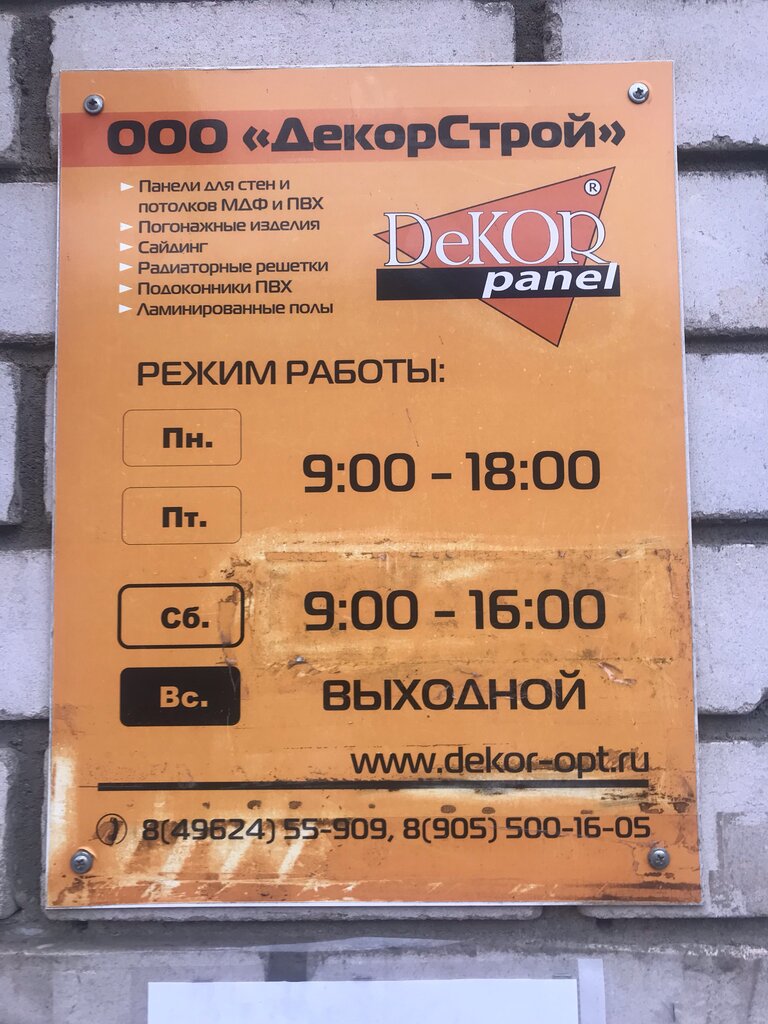 ООО «ДекорСтрой»
Панели для стен и
потолков МДФ и ПВХ
Погонажные изделия
Сайдинг
Радиаторные решетки
Подоконники ПВХ
Ламинированные полы
DeKOR ®
panel
РЕЖИМ РАБОТЫ:
Пн.
Пт.
9:00 - 18:00
Сб. 9:00 - 16:00
Вс. ВЫХОДНОЙ
www.dekor-opt.ru
8(49624) 55-909, 8(905) 500-16-05